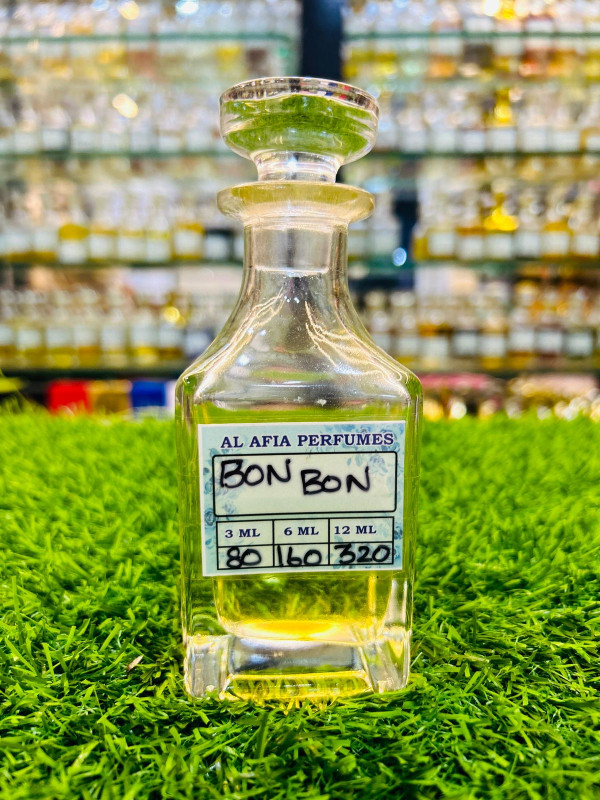 AL AFIA PERFUMES
BON BON
3 ML 6 ML 12 ML
80 160 320